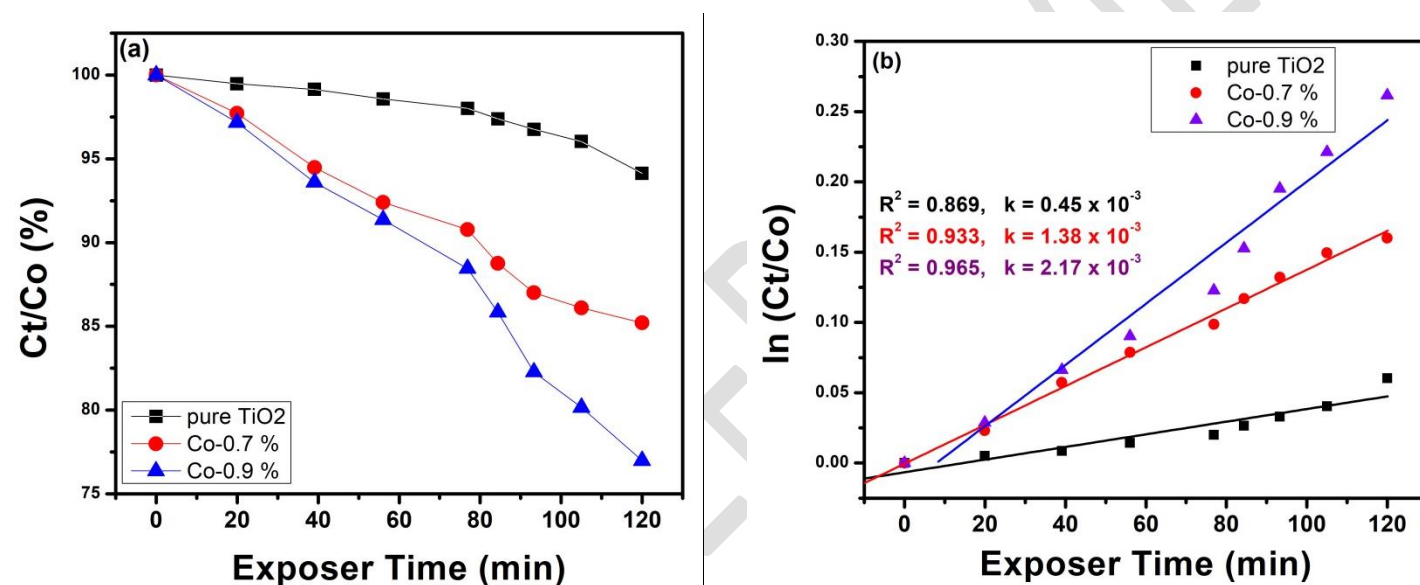 (a)
100
95
90
85
80
75
Ct/Co (%)
pure TiO2
Co-0.7 %
Co-0.9 %
0 20 40 60 80 100 120
Exposer Time (min)
(b)
0.30
0.25
0.20
0.15
0.10
0.05
0.00
ln (Ct/Co)
pure TiO2
Co-0.7 %
Co-0.9 %
R² = 0.869, k = 0.45 x 10⁻³
R² = 0.933, k = 1.38 x 10⁻³
R² = 0.965, k = 2.17 x 10⁻³
0 20 40 60 80 100 120
Exposer Time (min)